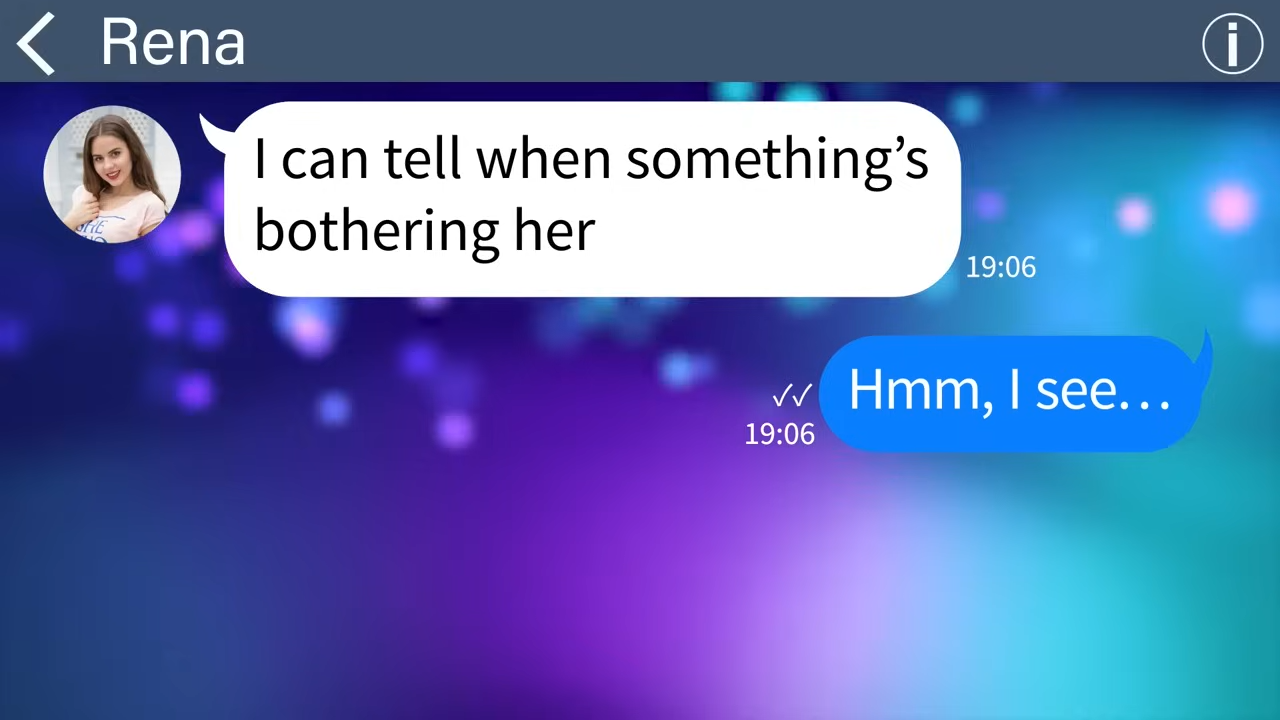 Rena
I can tell when something’s
bothering her
19:06
Hmm, I see…
19:06